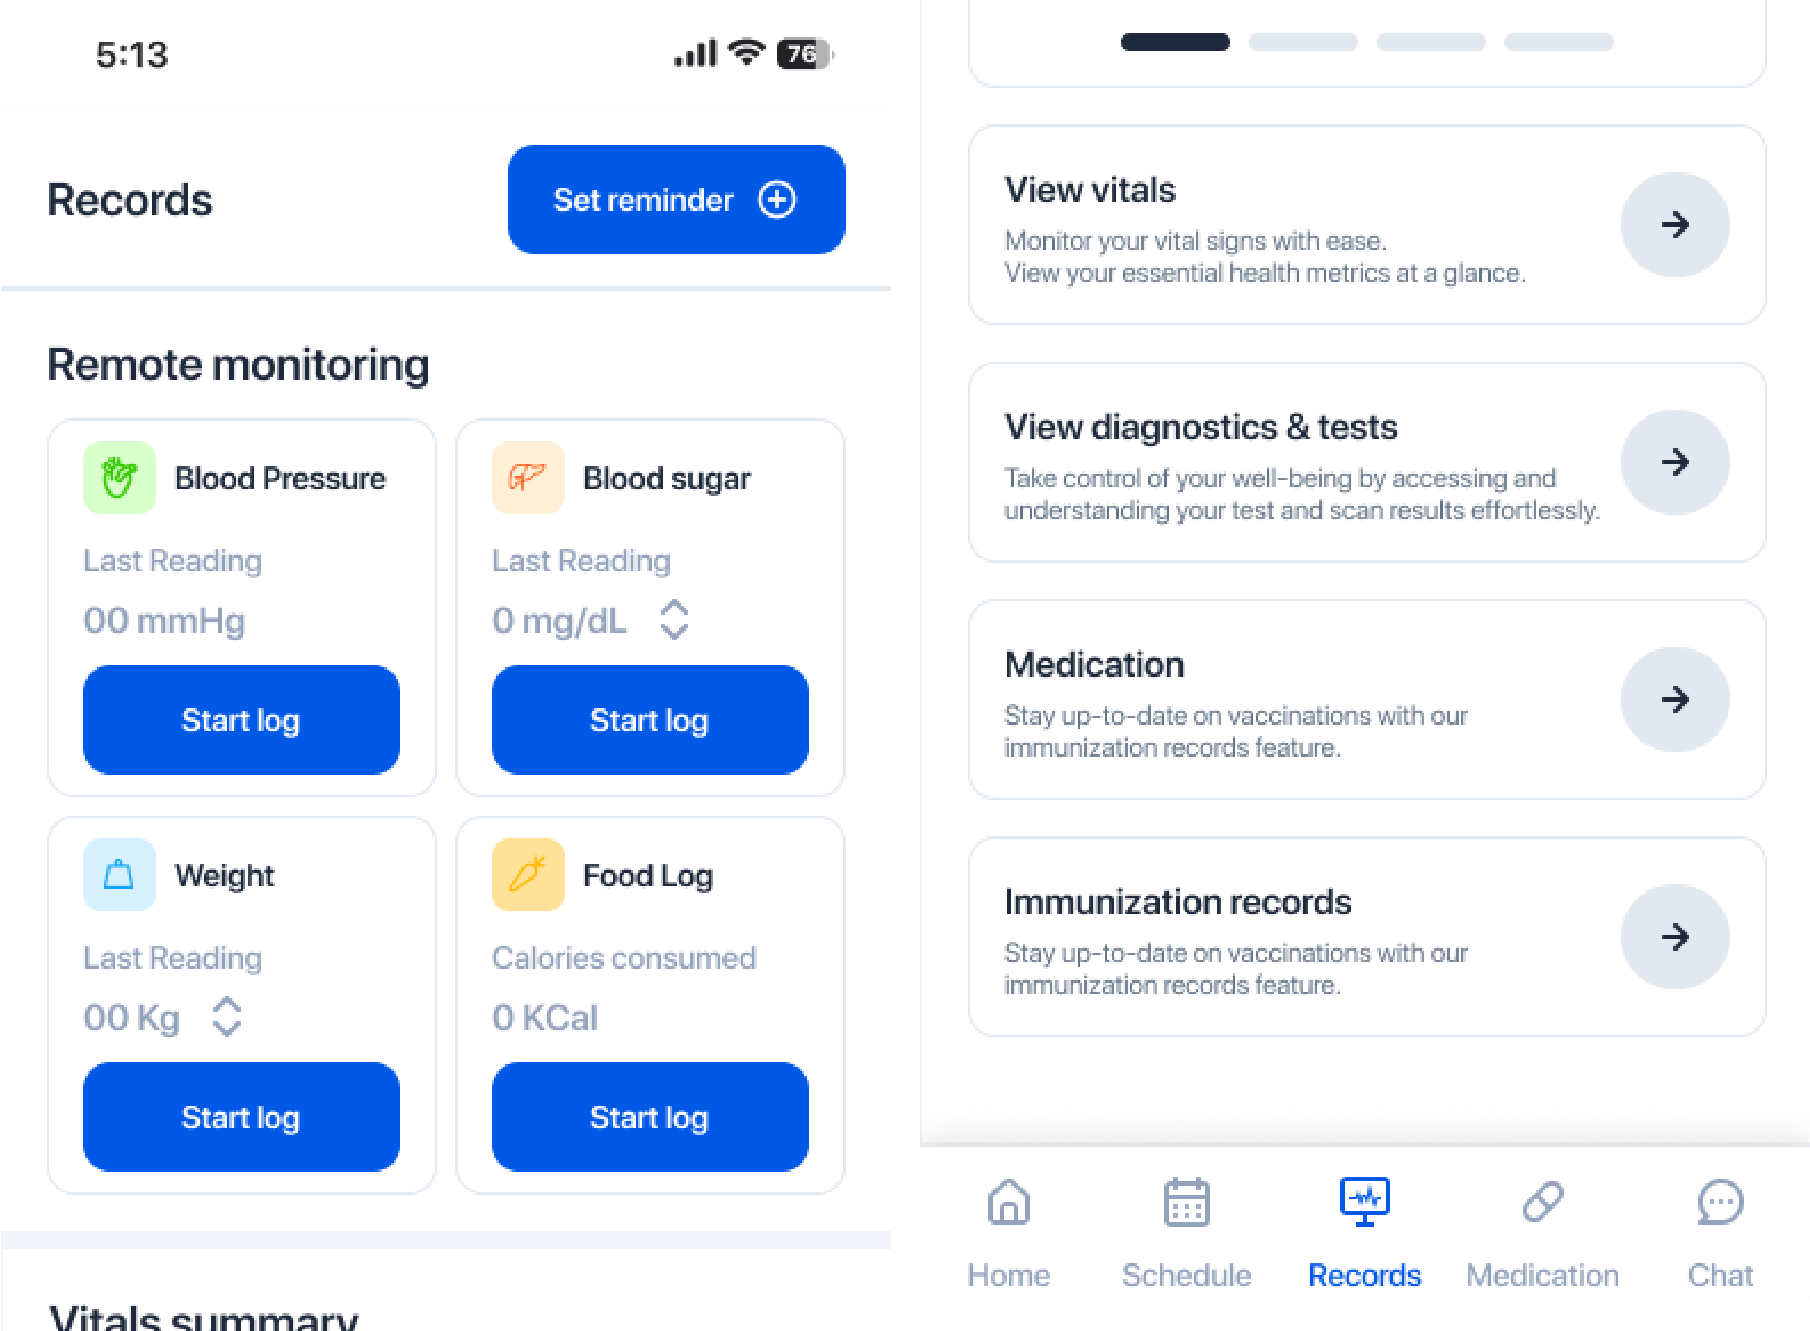 5:13
76
Records
Set reminder
Remote monitoring
Blood Pressure
Last Reading
00 mmHg
Start log
Blood sugar
Last Reading
0 mg/dL
Start log
Weight
Last Reading
00 Kg
Start log
Food Log
Calories consumed
0 KCal
Start log
Vitals summary
View vitals
Monitor your vital signs with ease.
View your essential health metrics at a glance.
View diagnostics & tests
Take control of your well-being by accessing and
understanding your test and scan results effortlessly.
Medication
Stay up-to-date on vaccinations with our
immunization records feature.
Immunization records
Stay up-to-date on vaccinations with our
immunization records feature.
Home
Schedule
Records
Medication
Chat